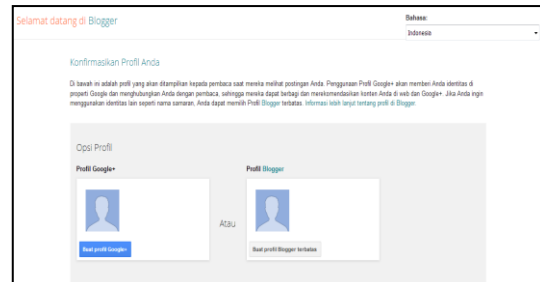 Selamat datang di Blogger
Bahasa:
Indonesia
Konfirmasikan Profil Anda
Di bawah ini adalah profil yang akan ditampilkan kepada pembaca saat mereka melihat postingan Anda. Penggunaan Profil Google+ akan memberi Anda identitas di
properti Google dan menghubungkan Anda dengan pembaca, sehingga mereka dapat berbagi dan merekomendasikan konten Anda di web dan Google+. Jika Anda ingin
menggunakan identitas lain seperti nama samaran, Anda dapat memilih Profil Blogger terbatas. Informasi lebih lanjut tentang profil di Blogger.
Opsi Profil
Profil Google+
Profil Blogger
Atau
Buat profil Google+
Buat profil Blogger terbatas